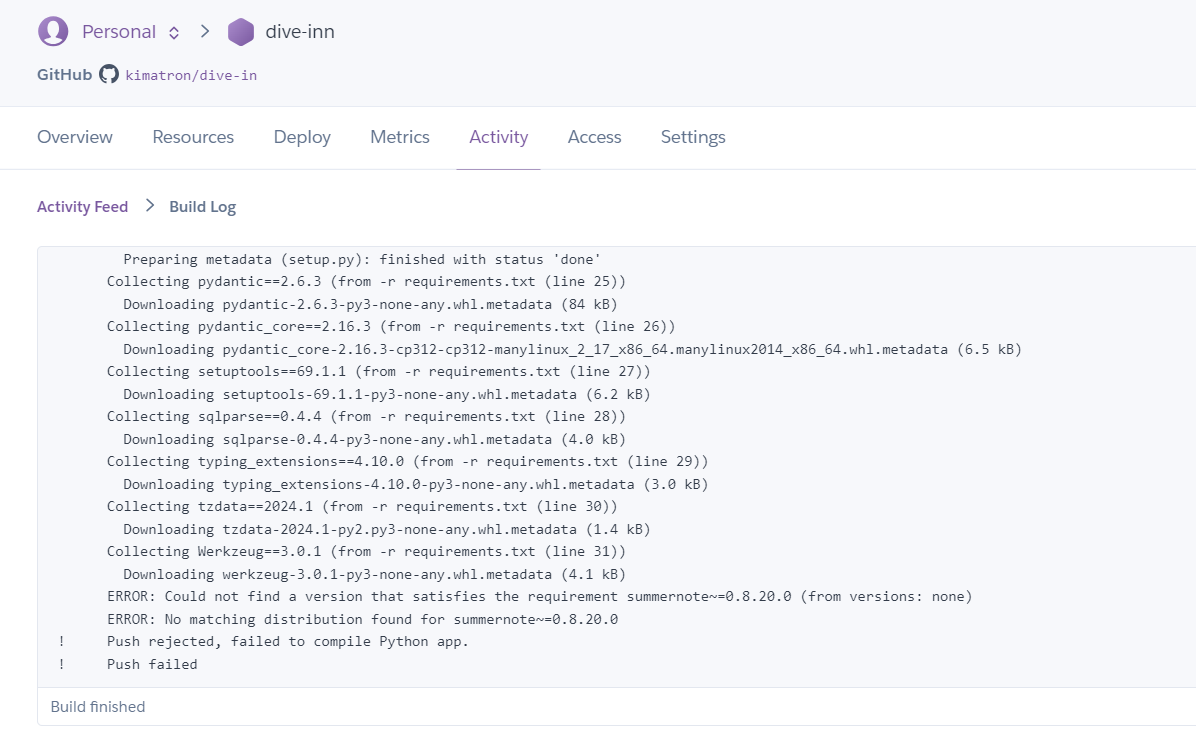 Personal dive-inn
GitHub kimatron/dive-in
Overview Resources Deploy Metrics Activity Access Settings
Activity Feed Build Log
Preparing metadata (setup.py): finished with status 'done'
Collecting pydantic==2.6.3 (from -r requirements.txt (line 25))
Downloading pydantic-2.6.3-py3-none-any.whl.metadata (84 kB)
Collecting pydantic_core==2.16.3 (from -r requirements.txt (line 26))
Downloading pydantic_core-2.16.3-cp312-cp312-manylinux_2_17_x86_64.manylinux2014_x86_64.whl.metadata (6.5 kB)
Collecting setuptools==69.1.1 (from -r requirements.txt (line 27))
Downloading setuptools-69.1.1-py3-none-any.whl.metadata (6.2 kB)
Collecting sqlparse==0.4.4 (from -r requirements.txt (line 28))
Downloading sqlparse-0.4.4-py3-none-any.whl.metadata (4.0 kB)
Collecting typing_extensions==4.10.0 (from -r requirements.txt (line 29))
Downloading typing_extensions-4.10.0-py3-none-any.whl.metadata (3.0 kB)
Collecting tzdata==2024.1 (from -r requirements.txt (line 30))
Downloading tzdata-2024.1-py2.py3-none-any.whl.metadata (1.4 kB)
Collecting Werkzeug==3.0.1 (from -r requirements.txt (line 31))
Downloading werkzeug-3.0.1-py3-none-any.whl.metadata (4.1 kB)
ERROR: Could not find a version that satisfies the requirement summernote~=0.8.20.0 (from versions: none)
ERROR: No matching distribution found for summernote~=0.8.20.0
! Push rejected, failed to compile Python app.
! Push failed
Build finished